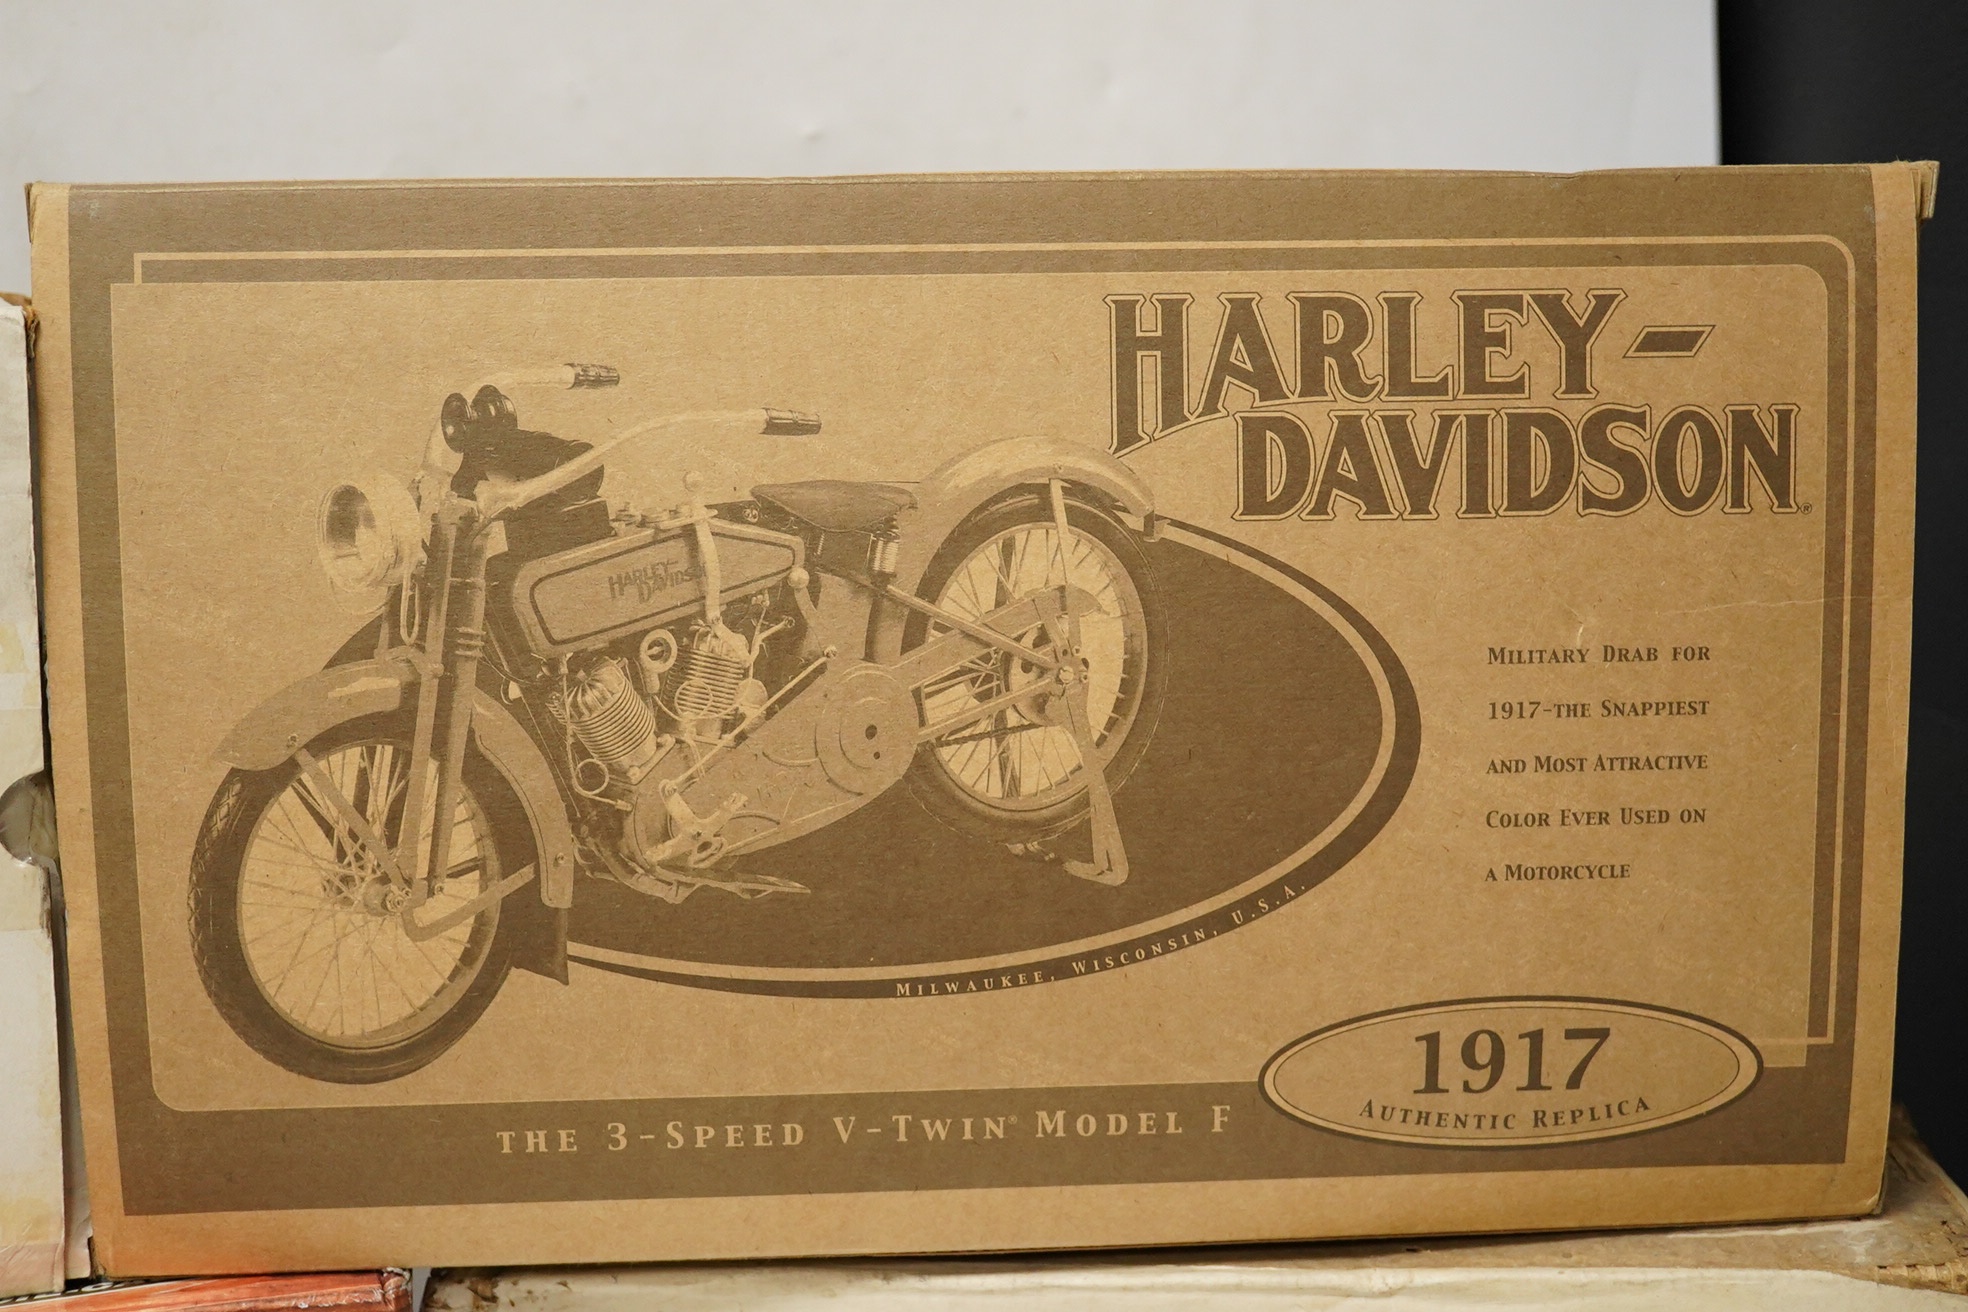 HARLEY-
DAVIDSON®
HARLEY-
MILITARY DRAB FOR
1917-THE SNAPPIEST
AND MOST ATTRACTIVE
COLOR EVER USED ON
A MOTORCYCLE
MILWAUKEE, WISCONSIN, U.S.A.
1917
AUTHENTIC REPLICA
THE 3-SPEED V-TWIN® MODEL F